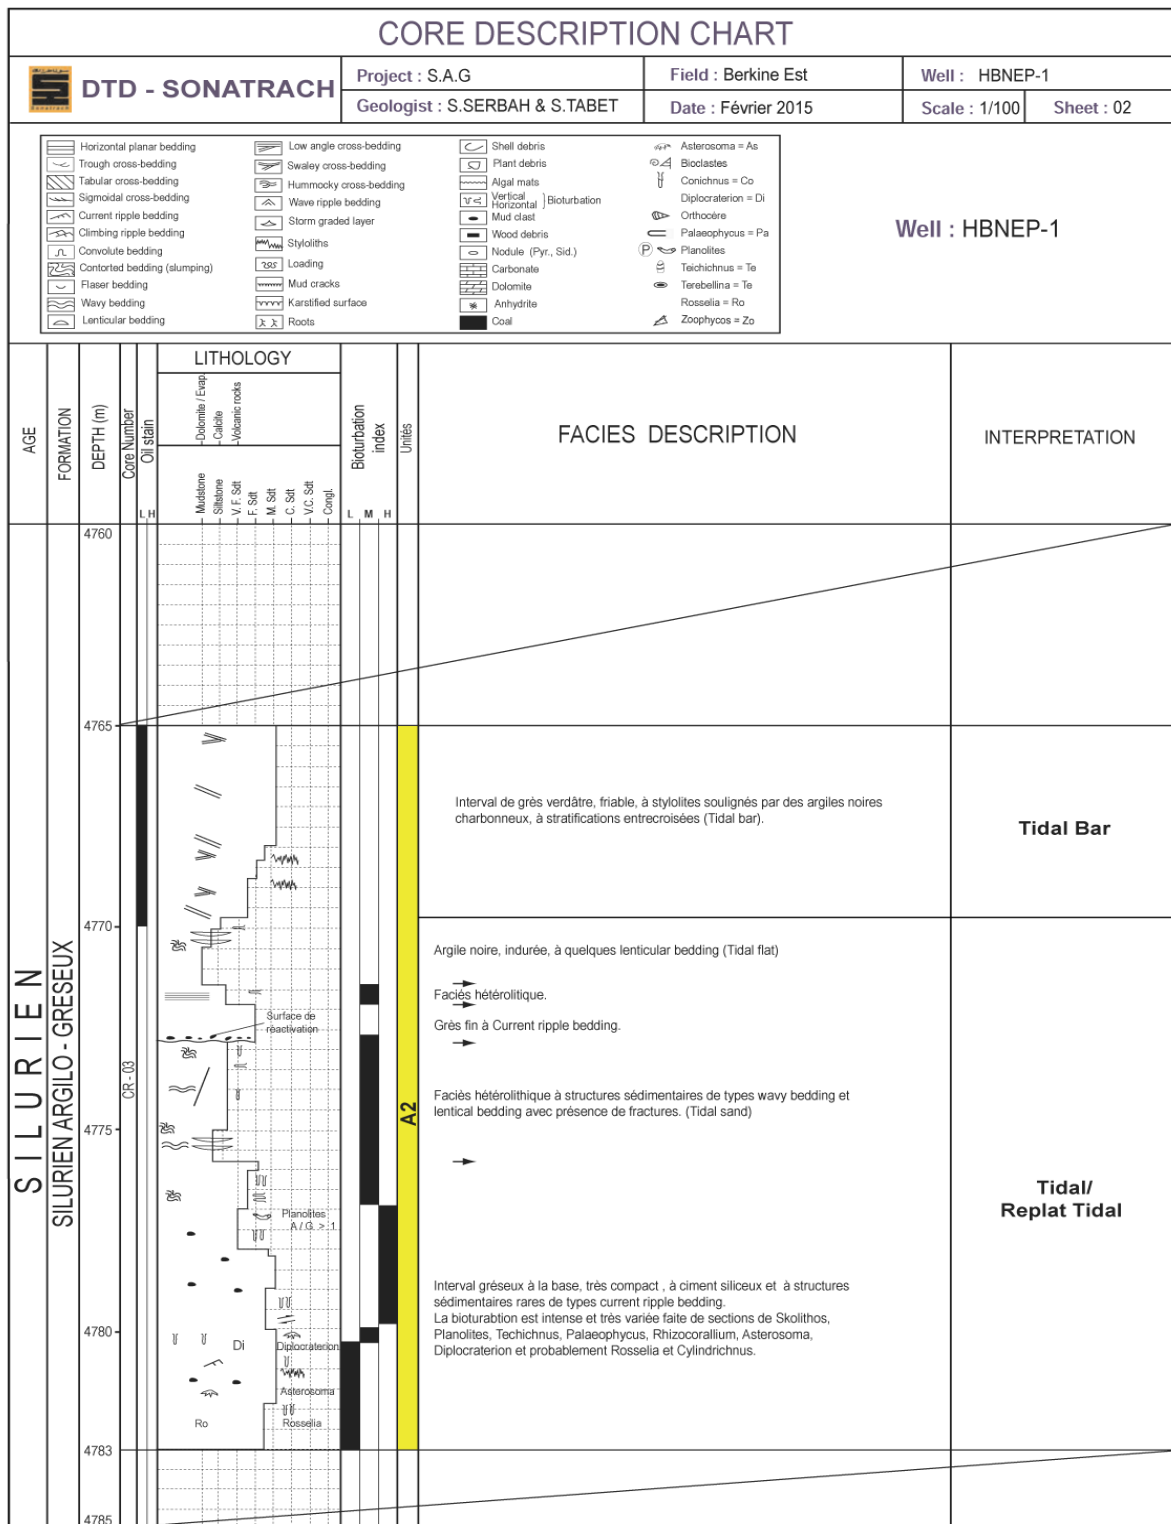 CORE DESCRIPTION CHART
DTD - SONATRACH
Project : S.A.G
Field : Berkine Est
Well : HBNEP-1
Geologist : S.SERBAH & S.TABET
Date : Février 2015
Scale : 1/100
Sheet : 02
Horizontal planar bedding
Trough cross-bedding
Tabular cross-bedding
Sigmoidal cross-bedding
Current ripple bedding
Climbing ripple bedding
Convolute bedding
Contorted bedding (slumping)
Flaser bedding
Wavy bedding
Lenticular bedding
Low angle cross-bedding
Swaley cross-bedding
Hummocky cross-bedding
Wave ripple bedding
Storm graded layer
Styloliths
Loading
Mud cracks
Karstified surface
Roots
Shell debris
Plant debris
Algal mats
Vertical
Horizontal
Bioturbation
Mud clast
Wood debris
Nodule (Pyr., Sid.)
Carbonate
Dolomite
Anhydrite
Coal
Asterosoma = As
Bioclastes
Conichnus = Co
Diplocraterion = Di
Orthocère
Palaeophycus = Pa
P Planolites
Teichichnus = Te
Terebellina = Te
Rosselia = Ro
Zoophycos = Zo
Well : HBNEP-1
AGE
FORMATION
DEPTH (m)
Core Number
Oil stain
L H
LITHOLOGY
Dolomite / Evap.
Calcite
Volcanic rocks
Mudstone
Siltstone
V. F. Sdt
F. Sdt
M. Sdt
C. Sdt
V.C. Sdt
Congl.
Bioturbation
index
L M H
Unités
FACIES DESCRIPTION
INTERPRETATION
4760
4765
4770
4775
4780
4783
4785
SILURIEN
SILURIEN ARGILO - GRESEUX
CR - 03
A2
Surface de
réactivation
Planolites
A / G > 1
Di
Diplocraterion
Asterosoma
Ro
Rosselia
Interval de grès verdâtre, friable, à stylolites soulignés par des argiles noires
charbonneux, à stratifications entrecroisées (Tidal bar).
Tidal Bar
Argile noire, indurée, à quelques lenticular bedding (Tidal flat)
Faciés hétérolitique.
Grès fin à Current ripple bedding.
Faciès hétérolithique à structures sédimentaires de types wavy bedding et
lentical bedding avec présence de fractures. (Tidal sand)
Tidal/
Replat Tidal
Interval gréseux à la base, très compact , à ciment siliceux et à structures
sédimentaires rares de types current ripple bedding.
La bioturabtion est intense et très variée faite de sections de Skolithos,
Planolites, Techichnus, Palaeophycus, Rhizocorallium, Asterosoma,
Diplocraterion et probablement Rosselia et Cylindrichnus.